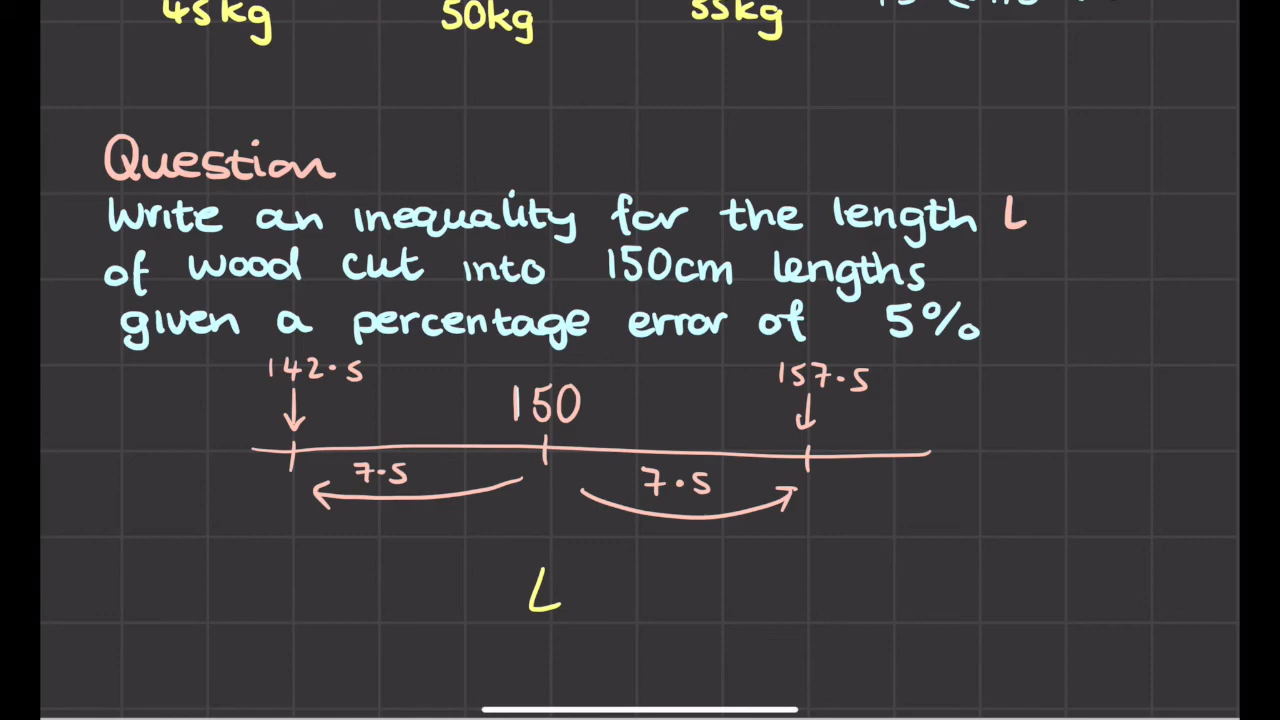 45kg 50kg 55kg
Question
Write an inequality for the length L
of wood cut into 150cm lengths
given a percentage error of 5%
142.5 150 157.5
7.5 7.5
L